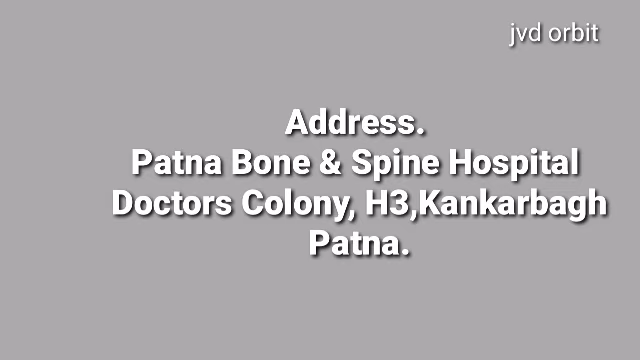 jvd orbit
Address.
Patna Bone & Spine Hospital
Doctors Colony, H3,Kankarbagh
Patna.